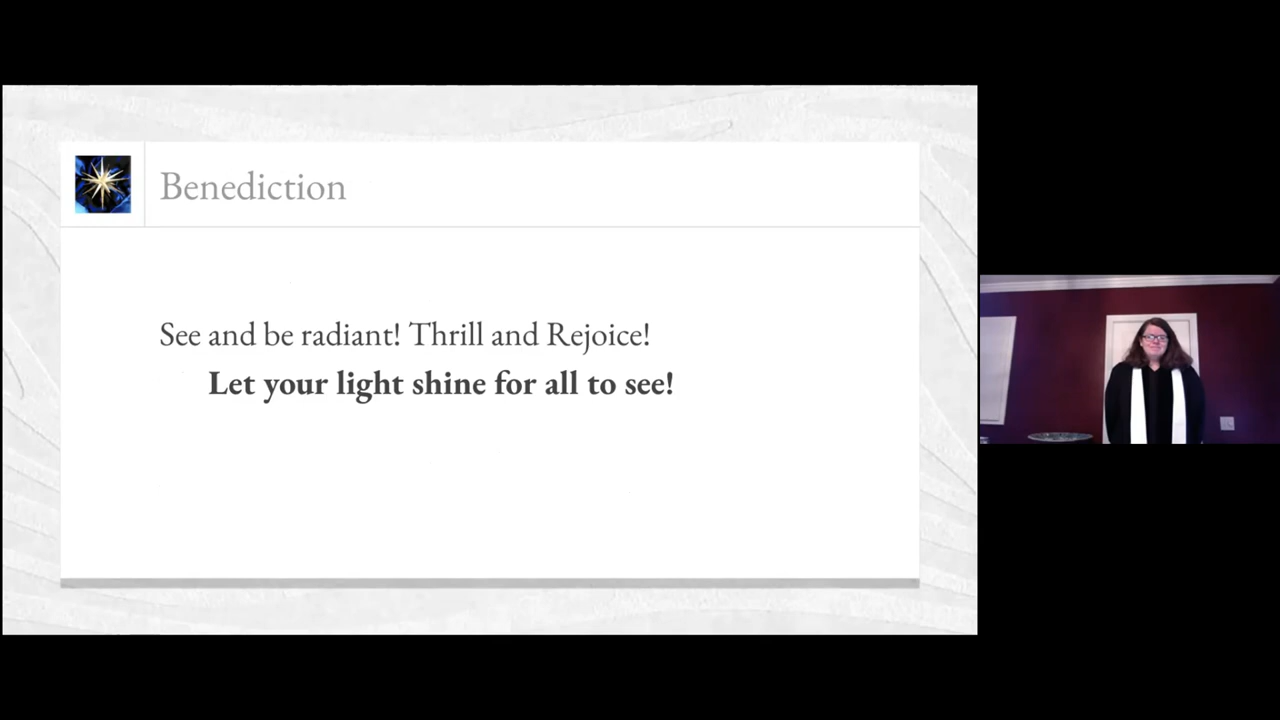 Benediction
See and be radiant! Thrill and Rejoice!
Let your light shine for all to see!